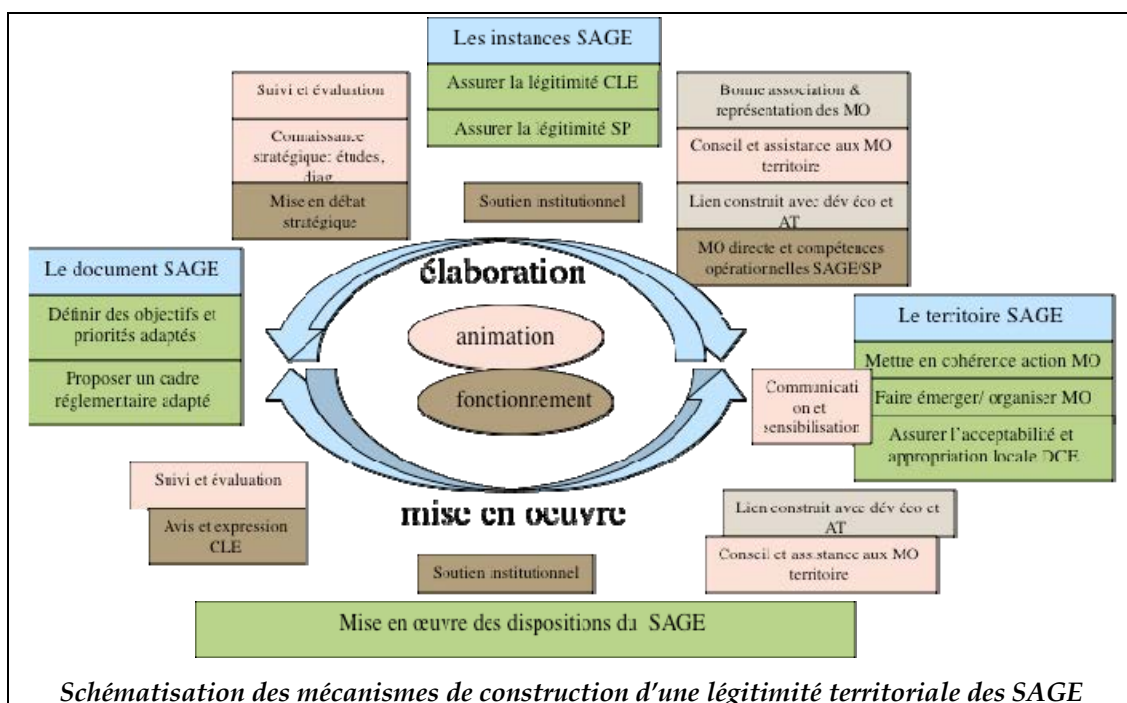 Les instances SAGE
Assurer la légitimité CLE
Assurer la légitimité SP
Suivi et évaluation
Connaissance
stratégique: études,
diag
Mise en débat
stratégique
Soutien institutionnel
Bonne association &
représentation des MO
Conseil et assistance aux MO
territoire
Lien construit avec dév éco et
AT
MO directe et compétences
opérationnelles SAGE/SP
Le document SAGE
Définir des objectifs et
priorités adaptés
Proposer un cadre
réglementaire adapté
élaboration
animation
fonctionnement
mise en oeuvre
Le territoire SAGE
Mettre en cohérence action MO
Faire émerger/ organiser MO
Assurer l'acceptabilité et
appropriation locale DCE
Communicati
on et
sensibilisation
Suivi et évaluation
Avis et expression
CLE
Soutien institutionnel
Lien construit avec dév éco et
AT
Conseil et assistance aux MO
territoire
Mise en œuvre des dispositions du SAGE
Schématisation des mécanismes de construction d'une légitimité territoriale des SAGE